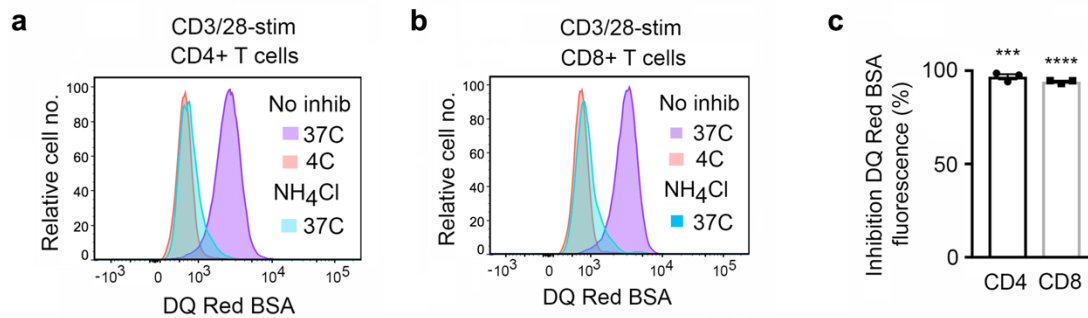 a
CD3/28-stim
CD4+ T cells
Relative cell no.
100
80
60
40
20
0
No inhib
37C
4C
NH₄Cl
37C
-10³ 0 10³ 10⁴ 10⁵
DQ Red BSA
b
CD3/28-stim
CD8+ T cells
Relative cell no.
100
80
60
40
20
0
No inhib
37C
4C
NH₄Cl
37C
-10³ 0 10³ 10⁴ 10⁵
DQ Red BSA
c
Inhibition DQ Red BSA
fluorescence (%)
100
50
0
*** ****
CD4 CD8